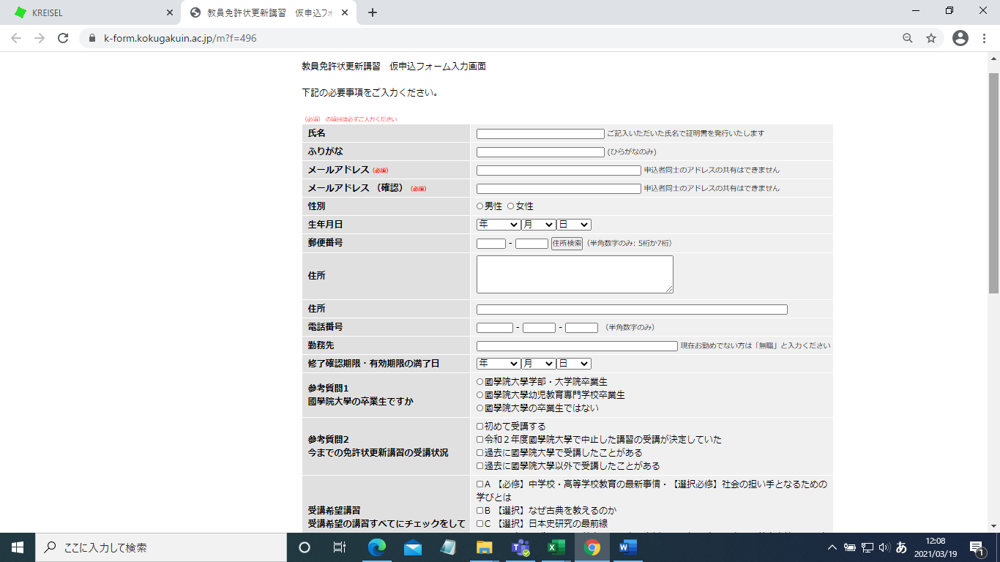 KREISEL
教員免許状更新講習　仮申込フォ
k-form.kokugakuin.ac.jp/m?f=496
教員免許状更新講習　仮申込フォーム入力画面
下記の必要事項をご入力ください。
（必須） の項目は必ずご入力ください
氏名 ご記入いただいた氏名で証明書を発行いたします
ふりがな (ひらがなのみ)
メールアドレス（必須） 申込者同士のアドレスの共有はできません
メールアドレス （確認）（必須） 申込者同士のアドレスの共有はできません
性別 男性 女性
生年月日 年 月 日
郵便番号 - 住所検索 （半角数字のみ: 5桁か7桁）
住所
住所
電話番号 - - （半角数字のみ）
勤務先 現在お勤めでない方は「無職」と入力ください
修了確認期限・有効期限の満了日 年 月 日
参考質問1
國學院大學の卒業生ですか
國學院大學学部・大学院卒業生
國學院大學幼児教育専門学校卒業生
國學院大學の卒業生ではない
参考質問2
今までの免許状更新講習の受講状況
初めて受講する
令和２年度國學院大學で中止した講習の受講が決定していた
過去に國學院大學で受講したことがある
過去に國學院大學以外で受講したことがある
受講希望講習
受講希望の講習すべてにチェックをして
A 【必修】中学校・高等学校教育の最新事情・【選択必修】社会の担い手となるための
学びとは
B 【選択】なぜ古典を教えるのか
C 【選択】日本史研究の最前線
ここに入力して検索
あ
12:08
2021/03/19
1